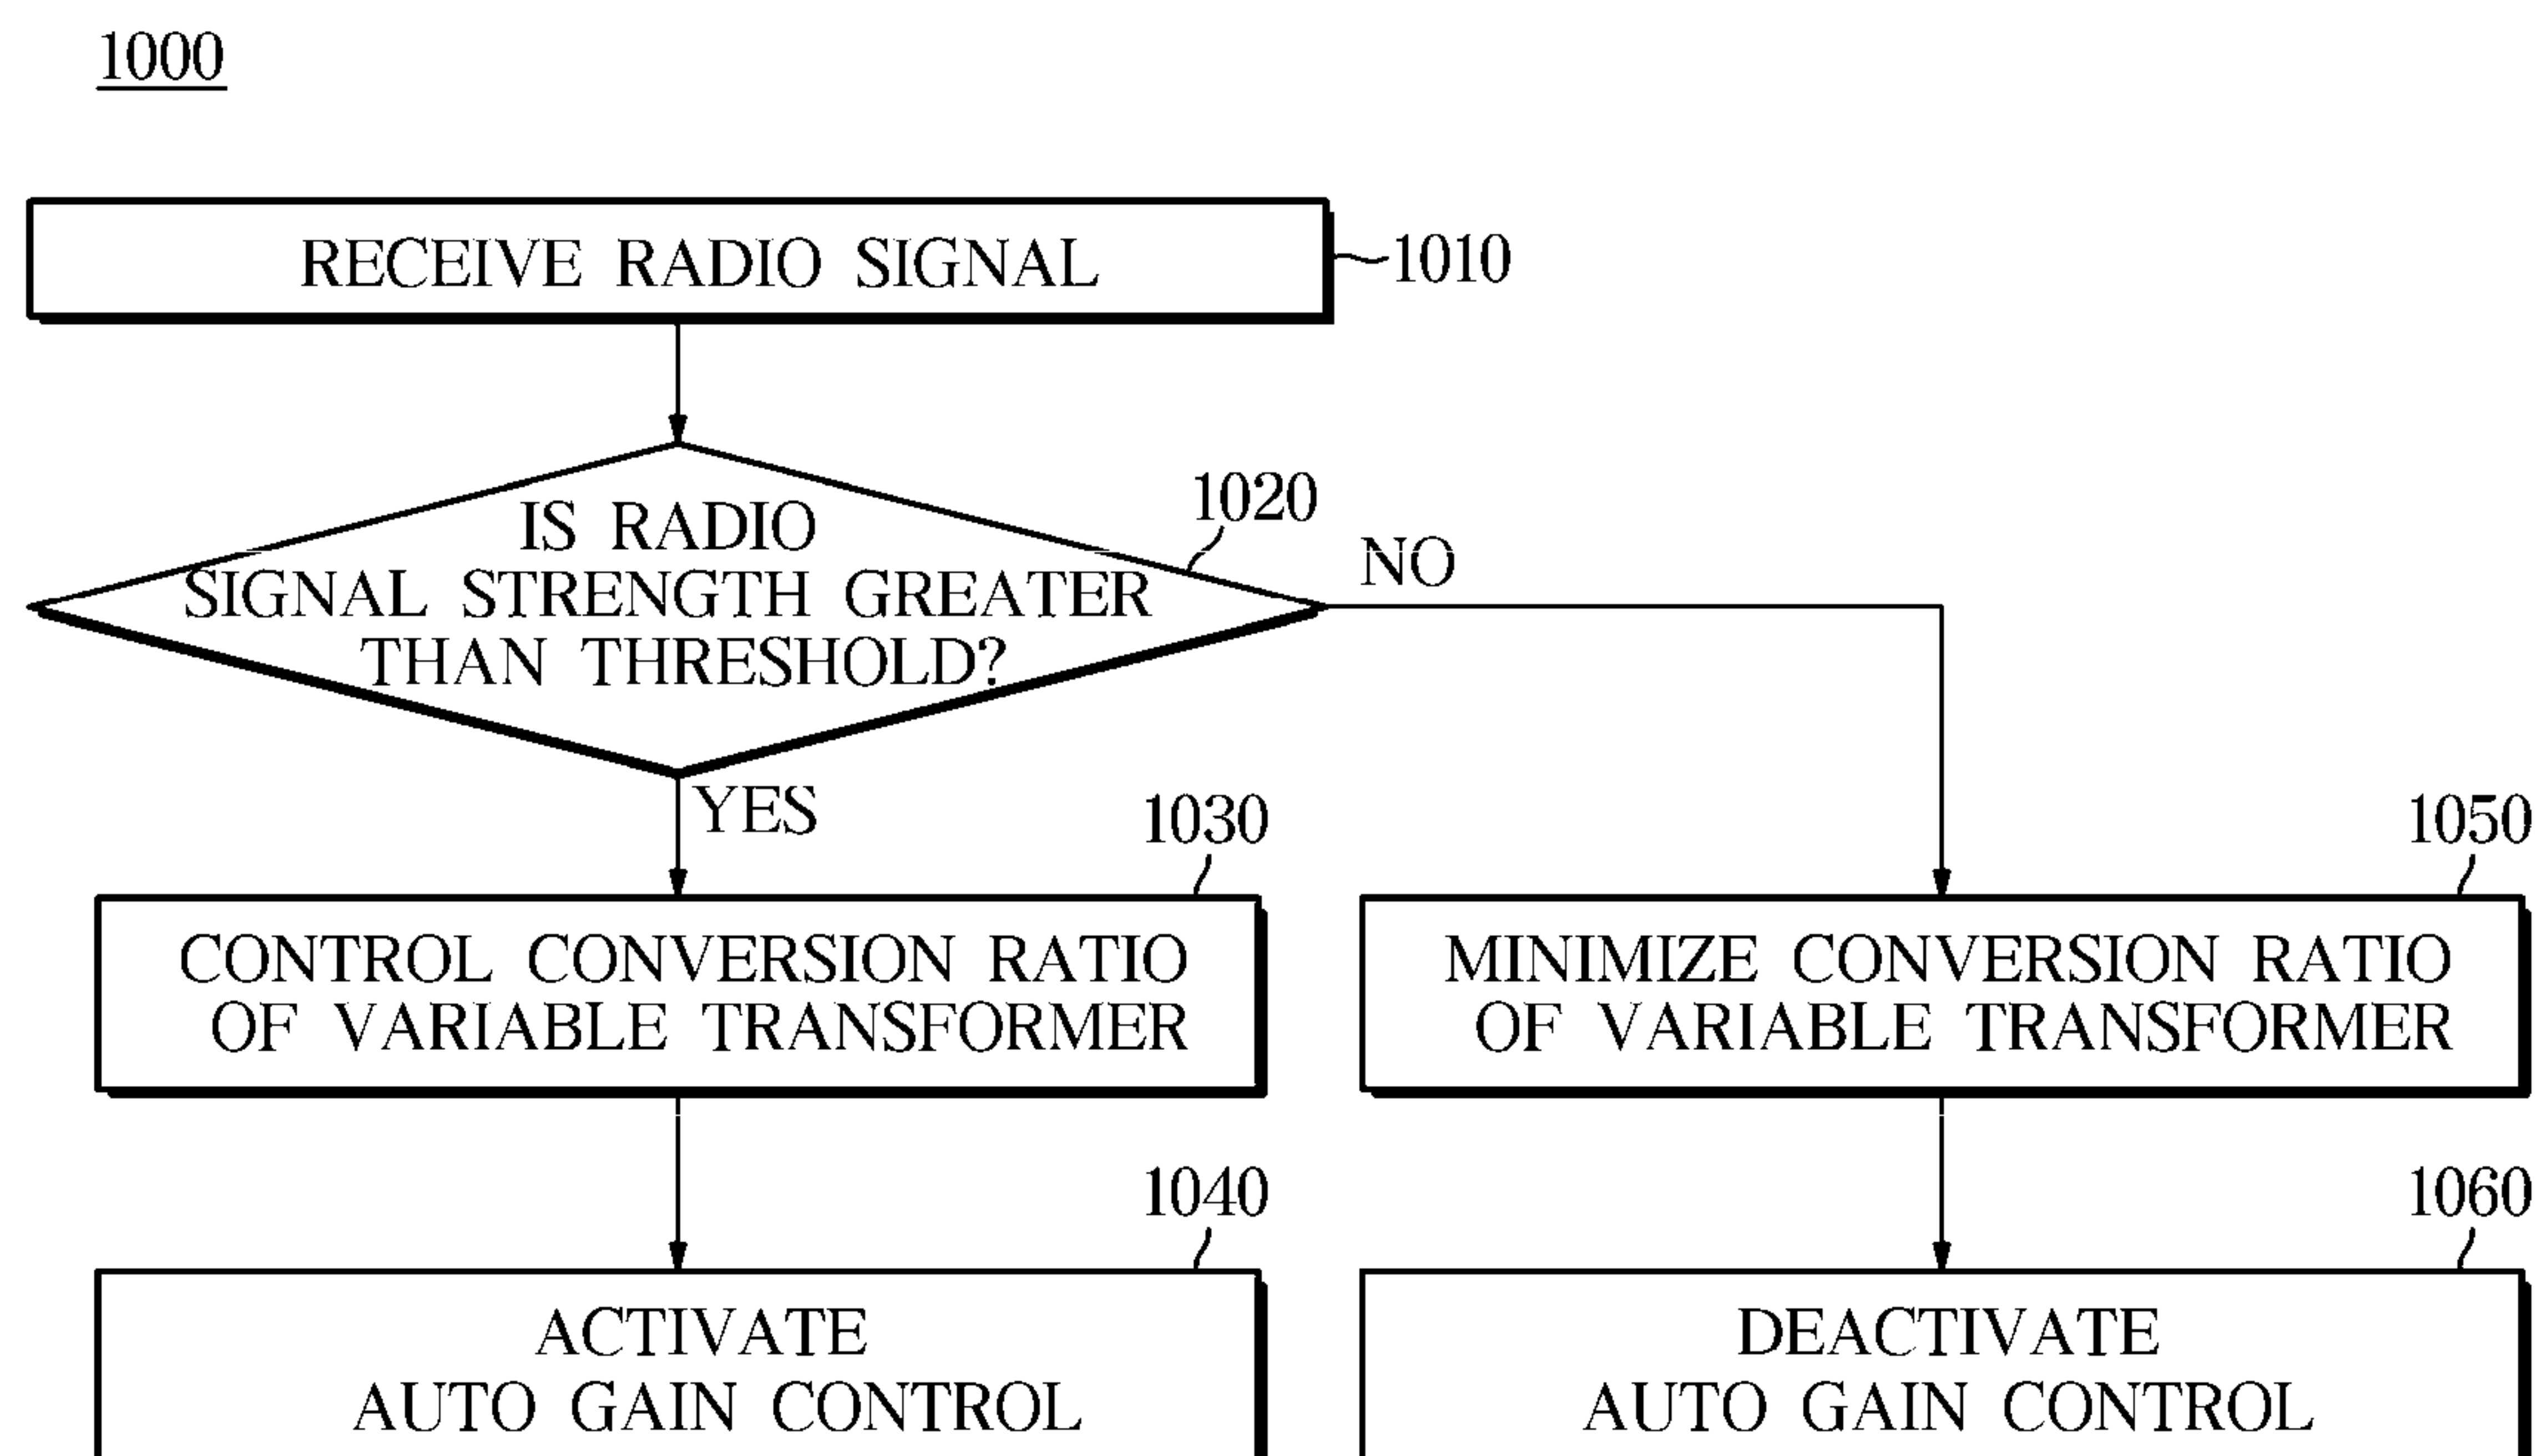 1000
RECEIVE RADIO SIGNAL
1010
IS RADIO
SIGNAL STRENGTH GREATER
THAN THRESHOLD?
1020
NO
YES
1030
CONTROL CONVERSION RATIO
OF VARIABLE TRANSFORMER
1050
MINIMIZE CONVERSION RATIO
OF VARIABLE TRANSFORMER
1040
ACTIVATE
AUTO GAIN CONTROL
1060
DEACTIVATE
AUTO GAIN CONTROL